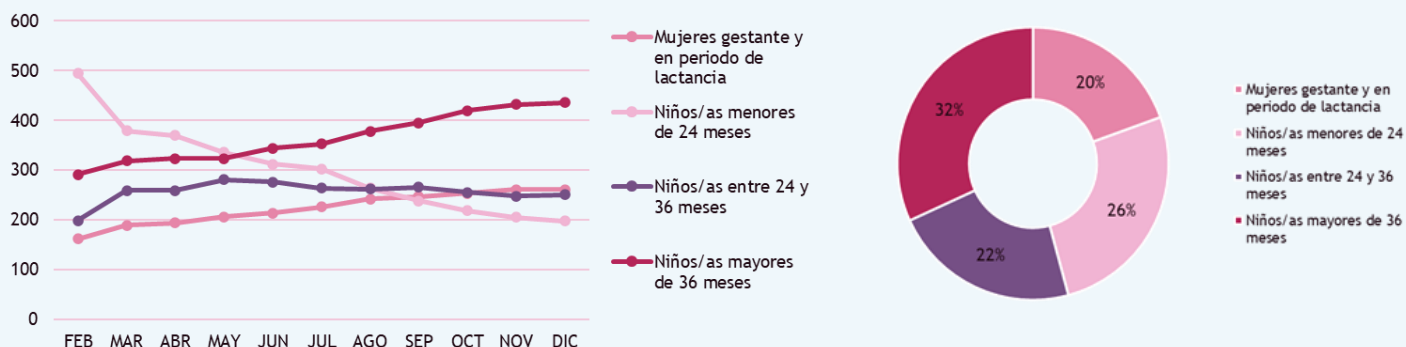 600
500
400
300
200
100
0
FEB MAR ABR MAY JUN JUL AGO SEP OCT NOV DIC
Mujeres gestante y
en periodo de
lactancia
Niños/as menores
de 24 meses
Niños/as entre 24 y
36 meses
Niños/as mayores
de 36 meses
20%
26%
22%
32%
Mujeres gestante y en
periodo de lactancia
Niños/as menores de 24
meses
Niños/as entre 24 y 36
meses
Niños/as mayores de 36
meses